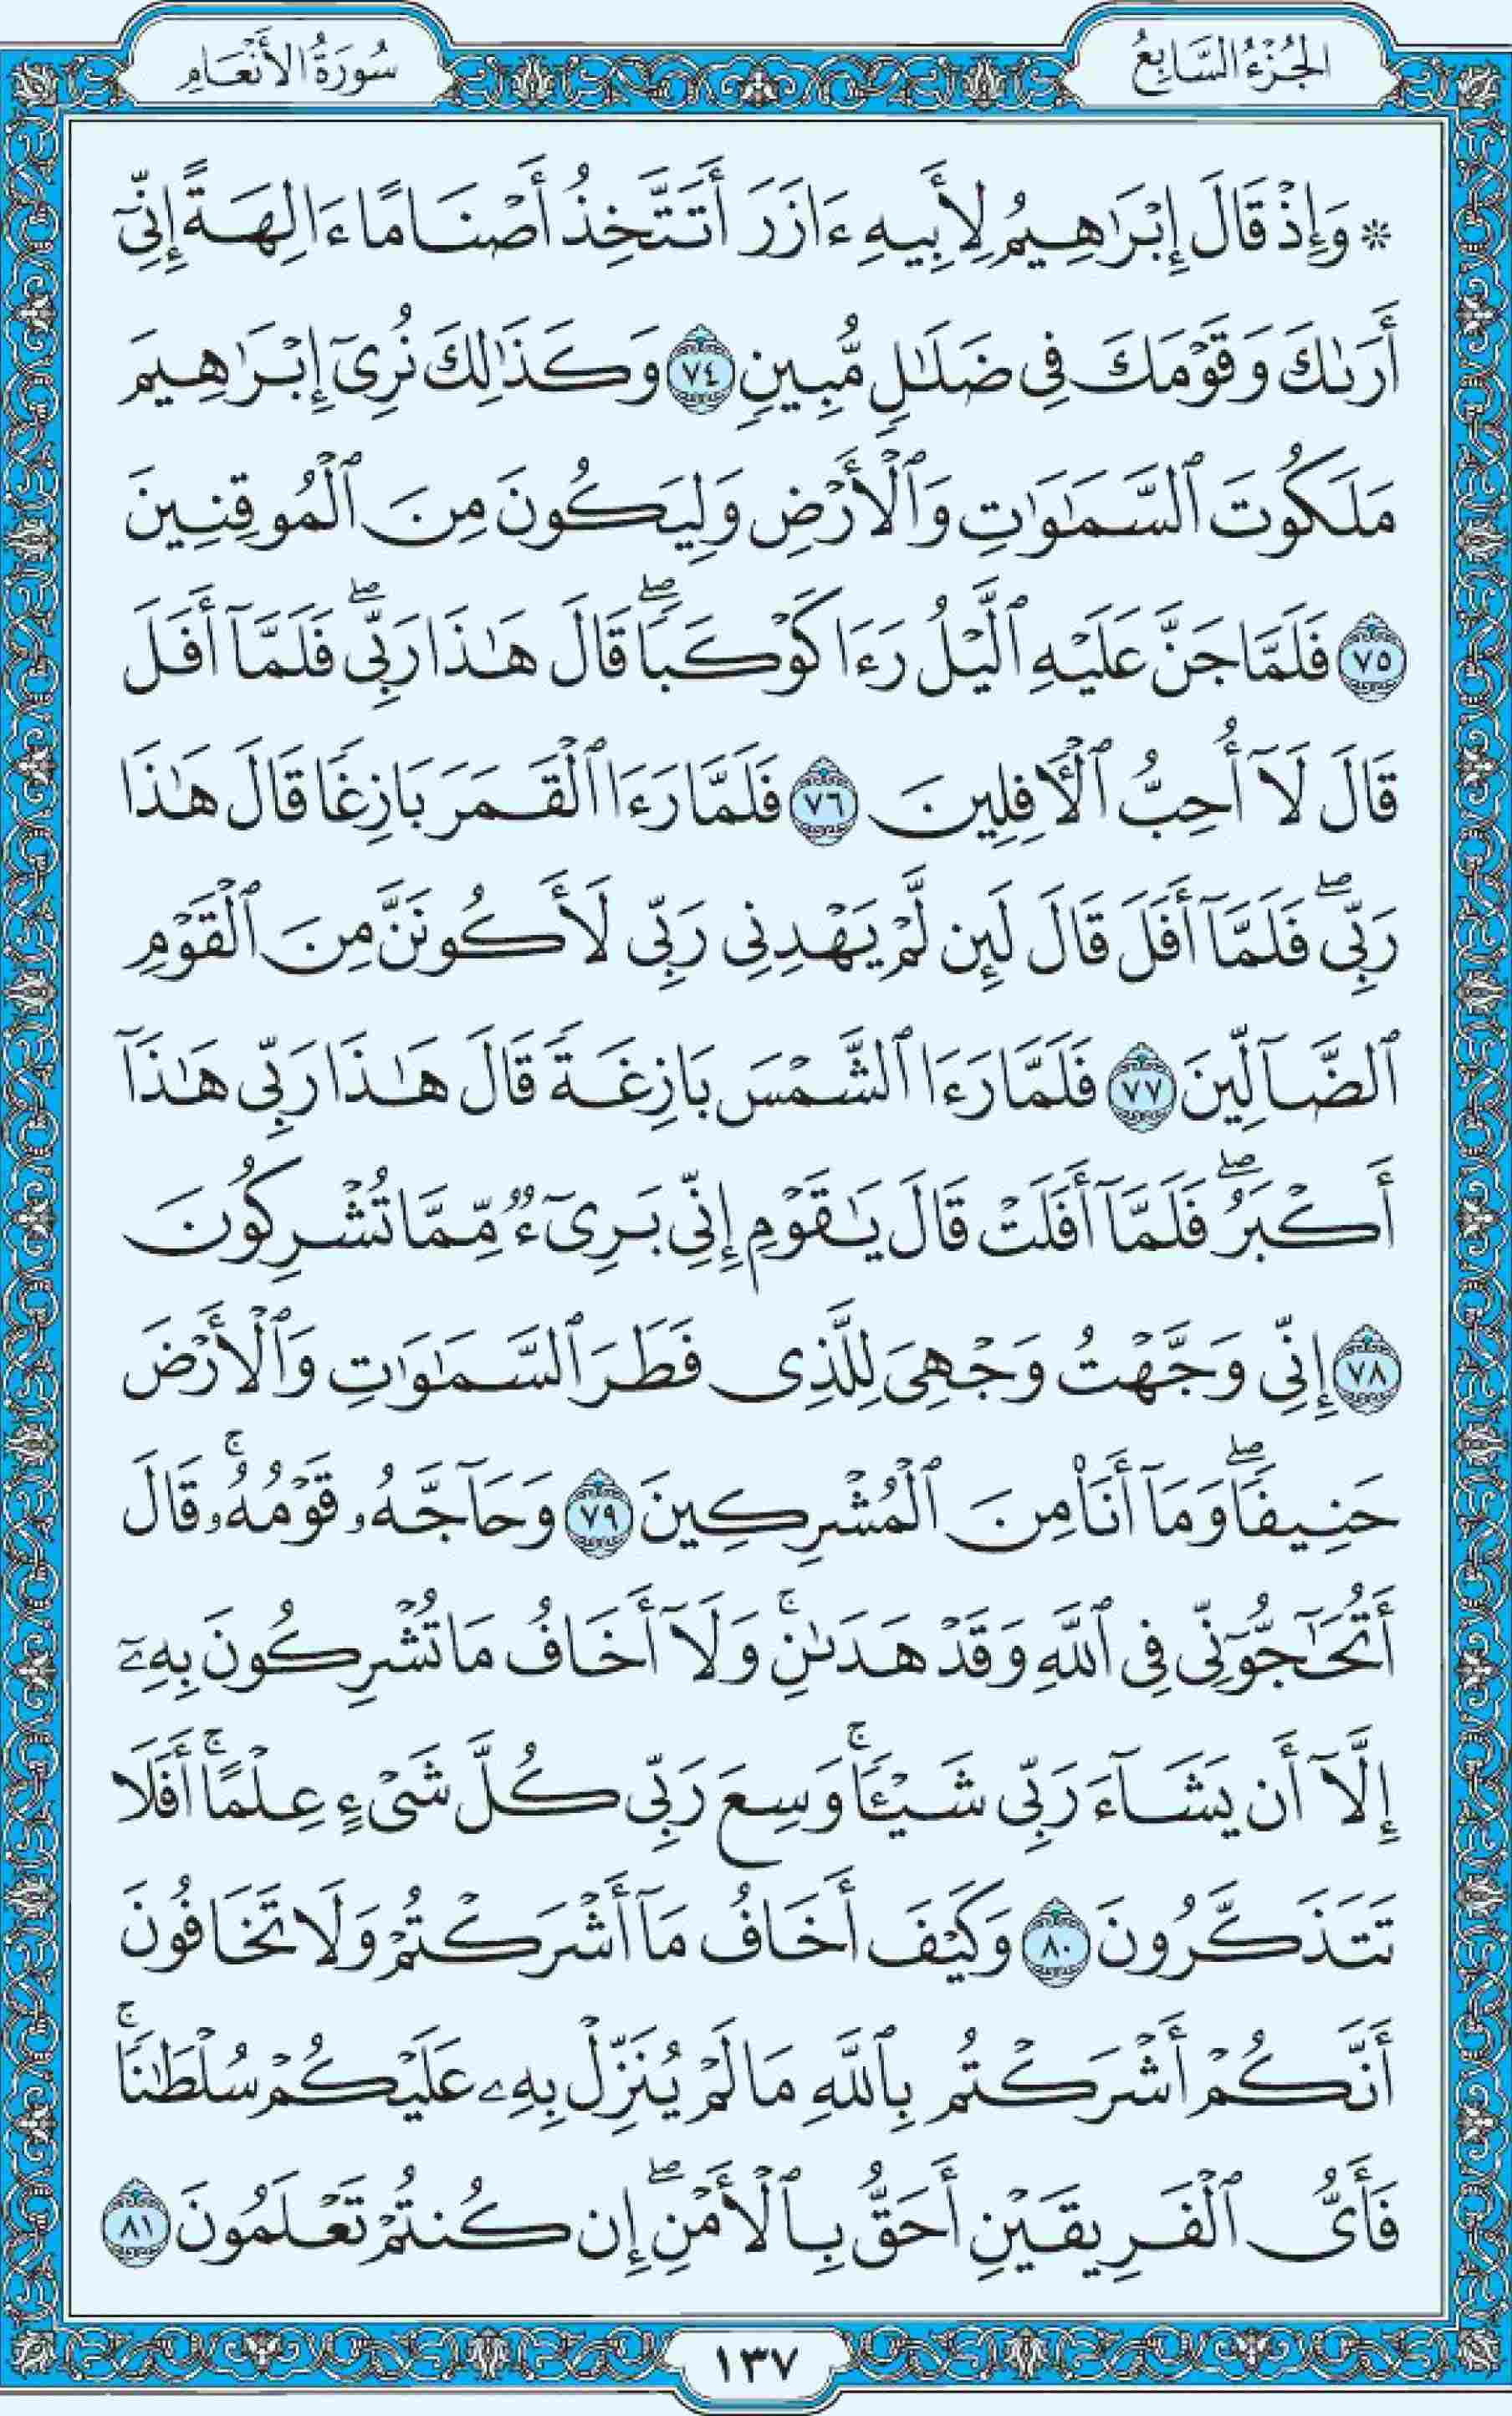 الجُزْءُ السَّابِعُ
سُورَةُ الأَنْعَامِ
۞ وَإِذْ قَالَ إِبْرَٰهِيمُ لِأَبِيهِ ءَازَرَ أَتَتَّخِذُ أَصْنَامًا ءَالِهَةً إِنِّىٓ
أَرَىٰكَ وَقَوْمَكَ فِى ضَلَٰلٍ مُّبِينٍ ٧٤ وَكَذَٰلِكَ نُرِىٓ إِبْرَٰهِيمَ
مَلَكُوتَ ٱلسَّمَٰوَٰتِ وَٱلْأَرْضِ وَلِيَكُونَ مِنَ ٱلْمُوقِنِينَ
٧٥ فَلَمَّا جَنَّ عَلَيْهِ ٱلَّيْلُ رَءَا كَوْكَبًاۖ قَالَ هَٰذَا رَبِّىۖ فَلَمَّآ أَفَلَ
قَالَ لَآ أُحِبُّ ٱلْءَافِلِينَ ٧٦ فَلَمَّا رَءَا ٱلْقَمَرَ بَازِغًا قَالَ هَٰذَا
رَبِّىۖ فَلَمَّآ أَفَلَ قَالَ لَئِن لَّمْ يَهْدِنِى رَبِّى لَأَكُونَنَّ مِنَ ٱلْقَوْمِ
ٱلضَّآلِّينَ ٧٧ فَلَمَّا رَءَا ٱلشَّمْسَ بَازِغَةً قَالَ هَٰذَا رَبِّى هَٰذَآ
أَكْبَرُۖ فَلَمَّآ أَفَلَتْ قَالَ يَٰقَوْمِ إِنِّى بَرِىٓءٌ مِّمَّا تُشْرِكُونَ
٧٨ إِنِّى وَجَّهْتُ وَجْهِىَ لِلَّذِى فَطَرَ ٱلسَّمَٰوَٰتِ وَٱلْأَرْضَ
حَنِيفًاۖ وَمَآ أَنَا۠ مِنَ ٱلْمُشْرِكِينَ ٧٩ وَحَآجَّهُۥ قَوْمُهُۥۚ قَالَ
أَتُحَٰٓجُّوٓنِّى فِى ٱللَّهِ وَقَدْ هَدَىٰنِۚ وَلَآ أَخَافُ مَا تُشْرِكُونَ بِهِۦٓ
إِلَّآ أَن يَشَآءَ رَبِّى شَيْـًٔاۚ وَسِعَ رَبِّى كُلَّ شَىْءٍ عِلْمًاۚ أَفَلَا
تَتَذَكَّرُونَ ٨٠ وَكَيْفَ أَخَافُ مَآ أَشْرَكْتُمْ وَلَا تَخَافُونَ
أَنَّكُمْ أَشْرَكْتُم بِٱللَّهِ مَا لَمْ يُنَزِّلْ بِهِۦ عَلَيْكُمْ سُلْطَٰنًاۚ
فَأَىُّ ٱلْفَرِيقَيْنِ أَحَقُّ بِٱلْأَمْنِۖ إِن كُنتُمْ تَعْلَمُونَ ٨١
١٣٧